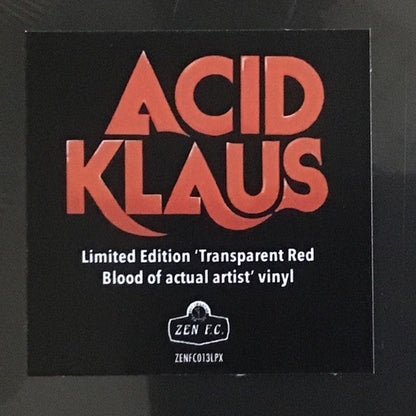 ACID
KLAUS
Limited Edition 'Transparent Red
Blood of actual artist' vinyl
ZEN F.C.
ZENFC013LPX